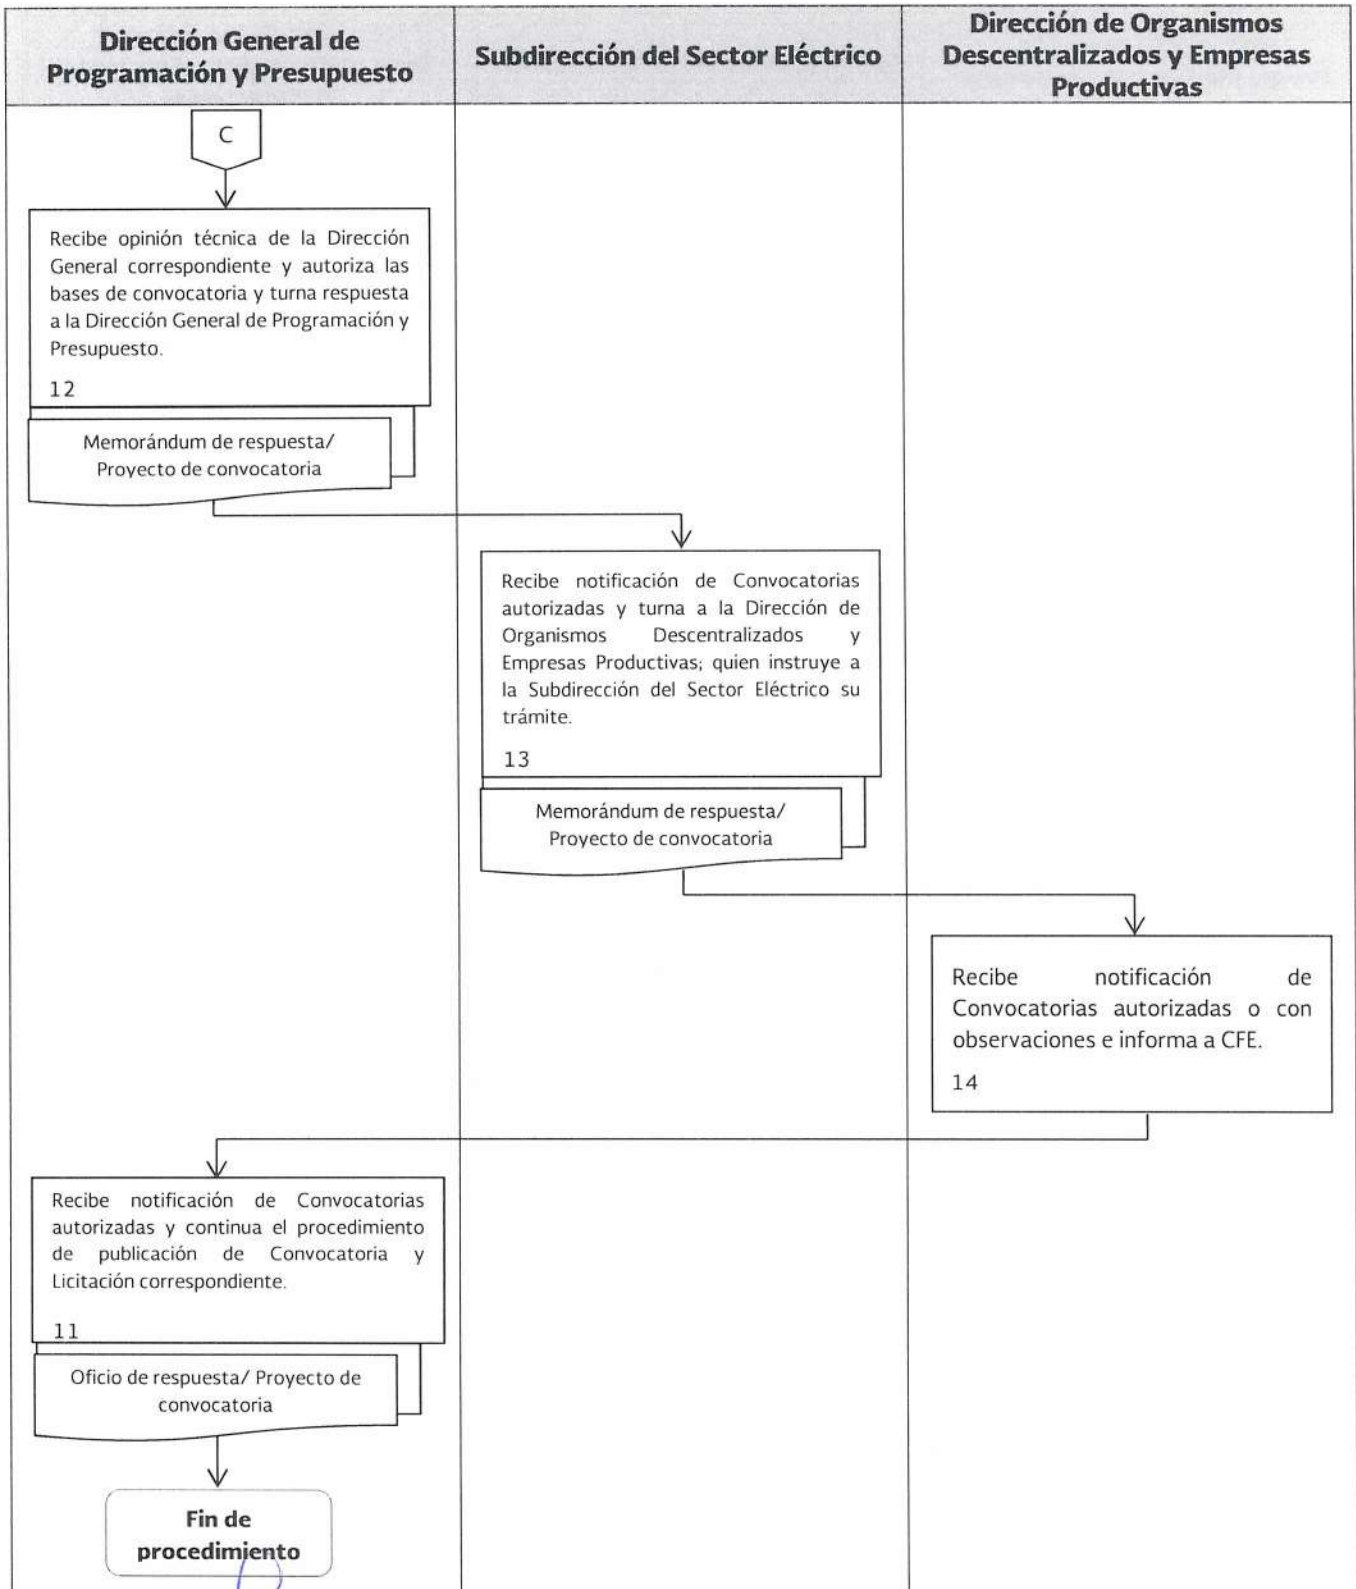 Dirección General de
Programación y Presupuesto
Subdirección del Sector Eléctrico
Dirección de Organismos
Descentralizados y Empresas
Productivas
C
Recibe opinión técnica de la Dirección
General correspondiente y autoriza las
bases de convocatoria y turna respuesta
a la Dirección General de Programación y
Presupuesto.
12
Memorándum de respuesta/
Proyecto de convocatoria
Recibe notificación de Convocatorias
autorizadas y turna a la Dirección de
Organismos Descentralizados y
Empresas Productivas; quien instruye a
la Subdirección del Sector Eléctrico su
trámite.
13
Memorándum de respuesta/
Proyecto de convocatoria
Recibe notificación de
Convocatorias autorizadas o con
observaciones e informa a CFE.
14
Recibe notificación de Convocatorias
autorizadas y continua el procedimiento
de publicación de Convocatoria y
Licitación correspondiente.
11
Oficio de respuesta/ Proyecto de
convocatoria
Fin de
procedimiento